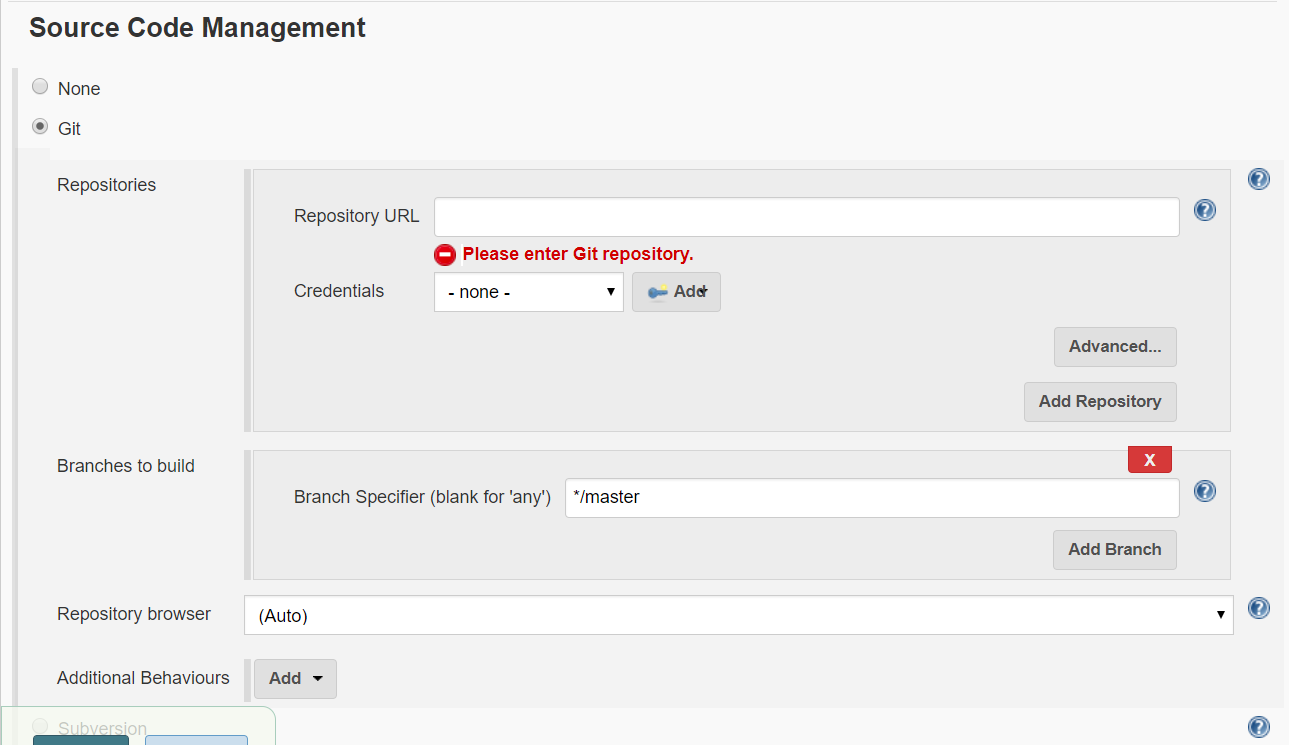 Source Code Management
None
Git
Repositories
Repository URL
Please enter Git repository.
Credentials
- none -
Add
Advanced...
Add Repository
Branches to build
X
Branch Specifier (blank for 'any')
*/master
Add Branch
Repository browser
(Auto)
Additional Behaviours
Add
Subversion